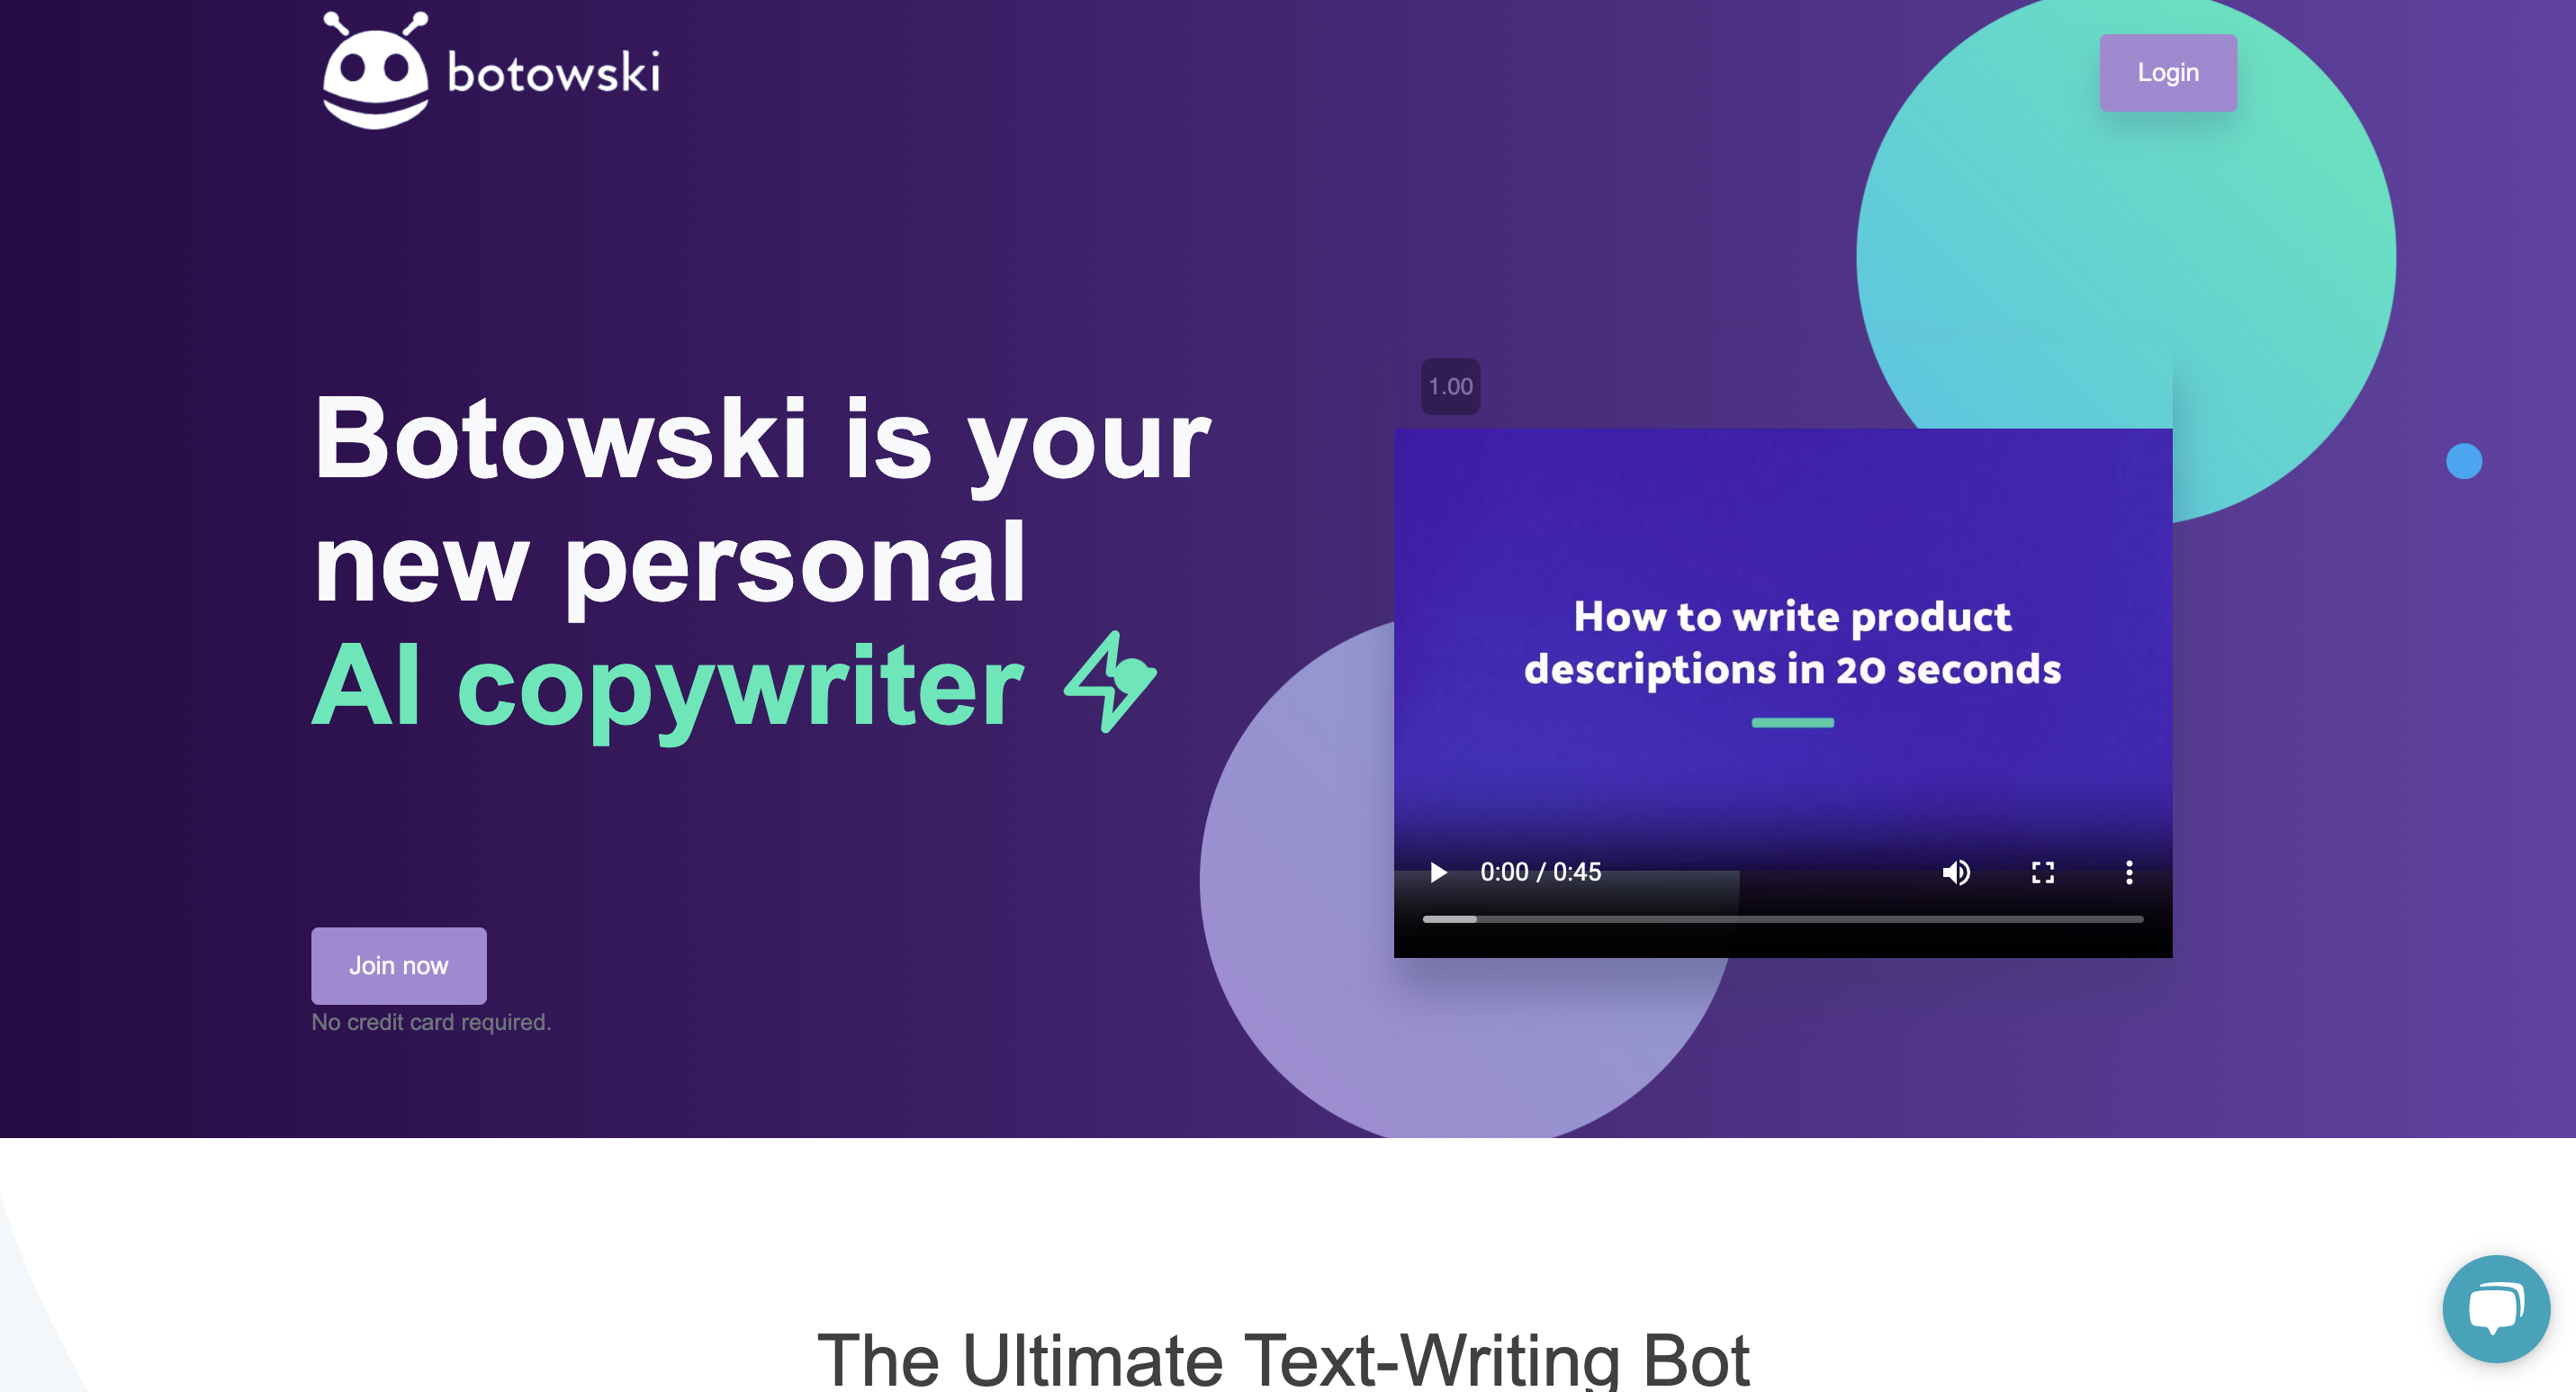 botowski
Login
1.00
Botowski is your
new personal
AI copywriter
How to write product
descriptions in 20 seconds
0:00 / 0:45
Join now
No credit card required.
The Ultimate Text-Writing Bot